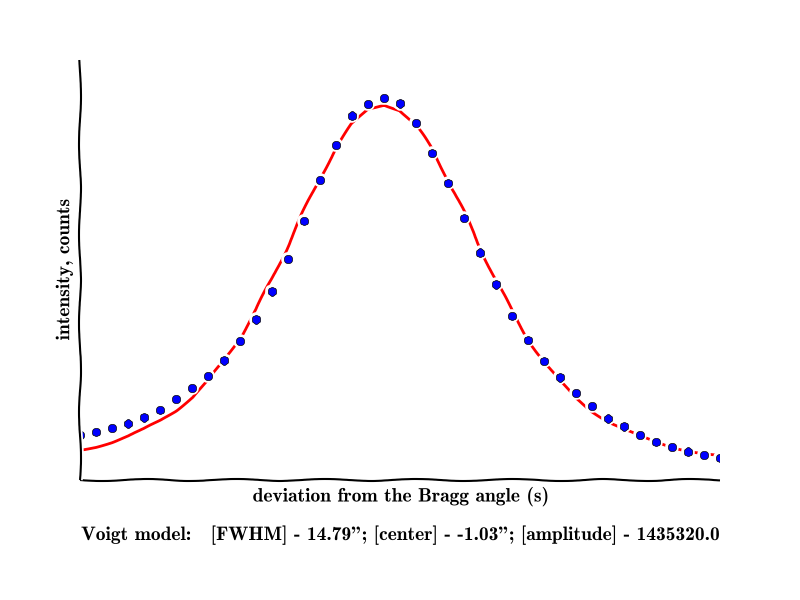 intensity, counts
deviation from the Bragg angle (s)
Voigt model: [FWHM] - 14.79”; [center] - -1.03”; [amplitude] - 1435320.0